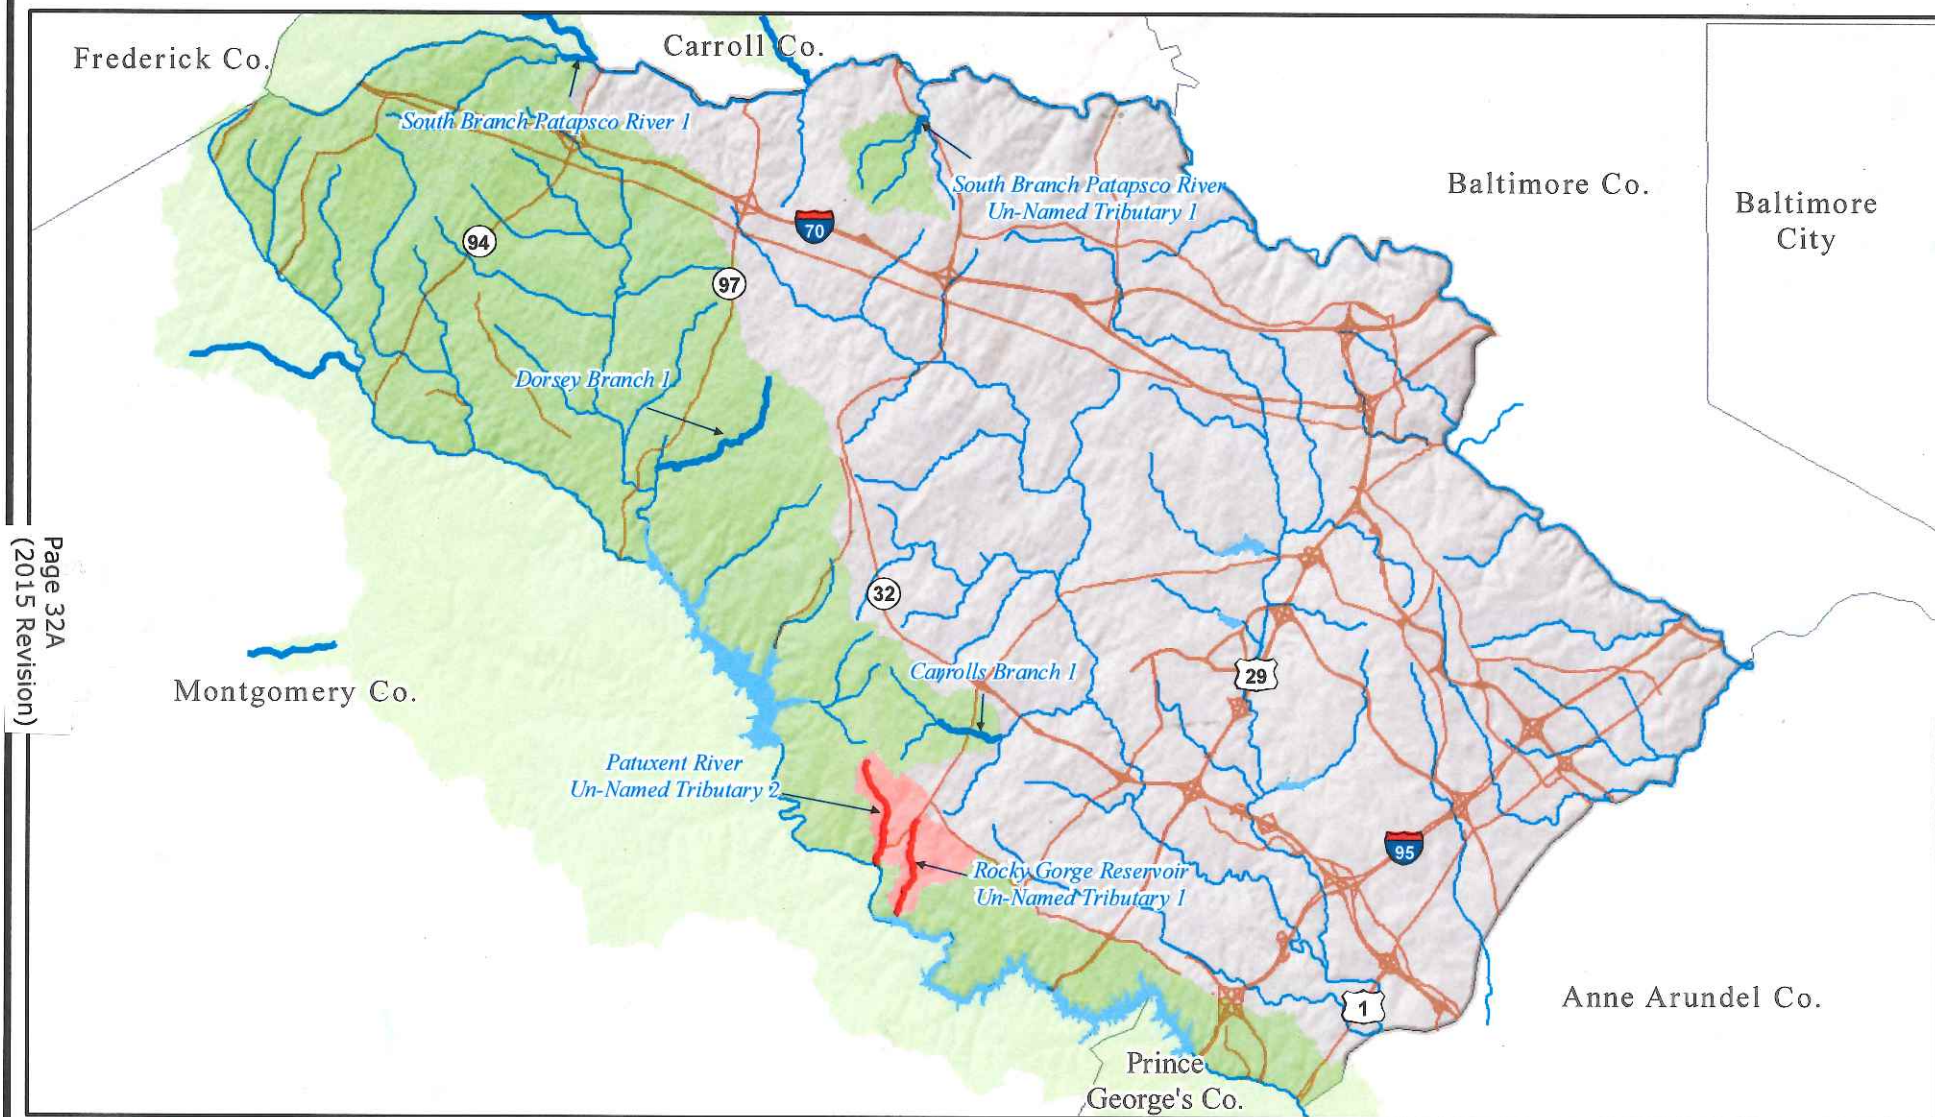 Frederick Co.
Carroll Co.
South Branch Patapsco River 1
South Branch Patapsco River
Un-Named Tributary 1
Baltimore Co.
Baltimore
City
94
70
97
Dorsey Branch 1
Page 32A
(2015 Revision)
32
Montgomery Co.
Carrolls Branch 1
29
Patuxent River
Un-Named Tributary 2
95
Rocky Gorge Reservoir
Un-Named Tributary 1
Anne Arundel Co.
1
Prince
George's Co.